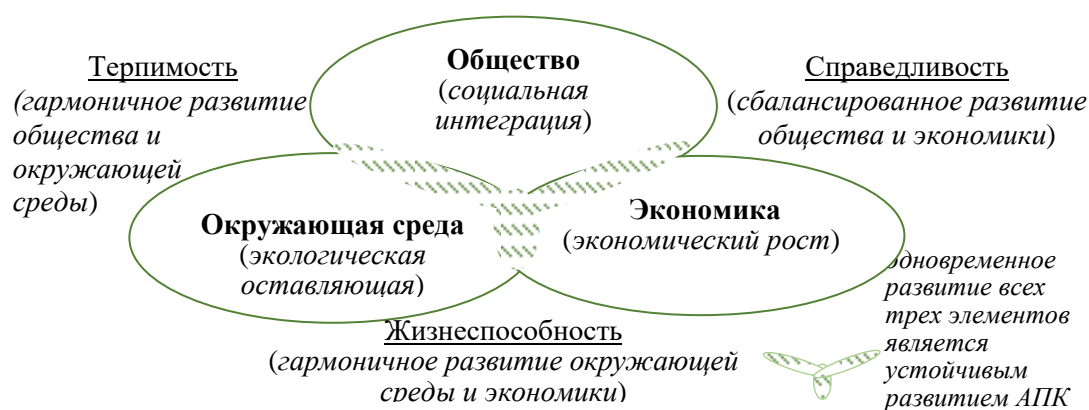 Терпимость
(гармоничное развитие
общества и
окружающей
среды)
Общество
(социальная
интеграция)
Справедливость
(сбалансированное развитие
общества и экономики)
Окружающая среда
(экологическая
оставляющая)
Экономика
(экономический рост)
Жизнеспособность
(гармоничное развитие окружающей
среды и экономики)
одновременное
развитие всех
трех элементов
является
устойчивым
развитием АПК